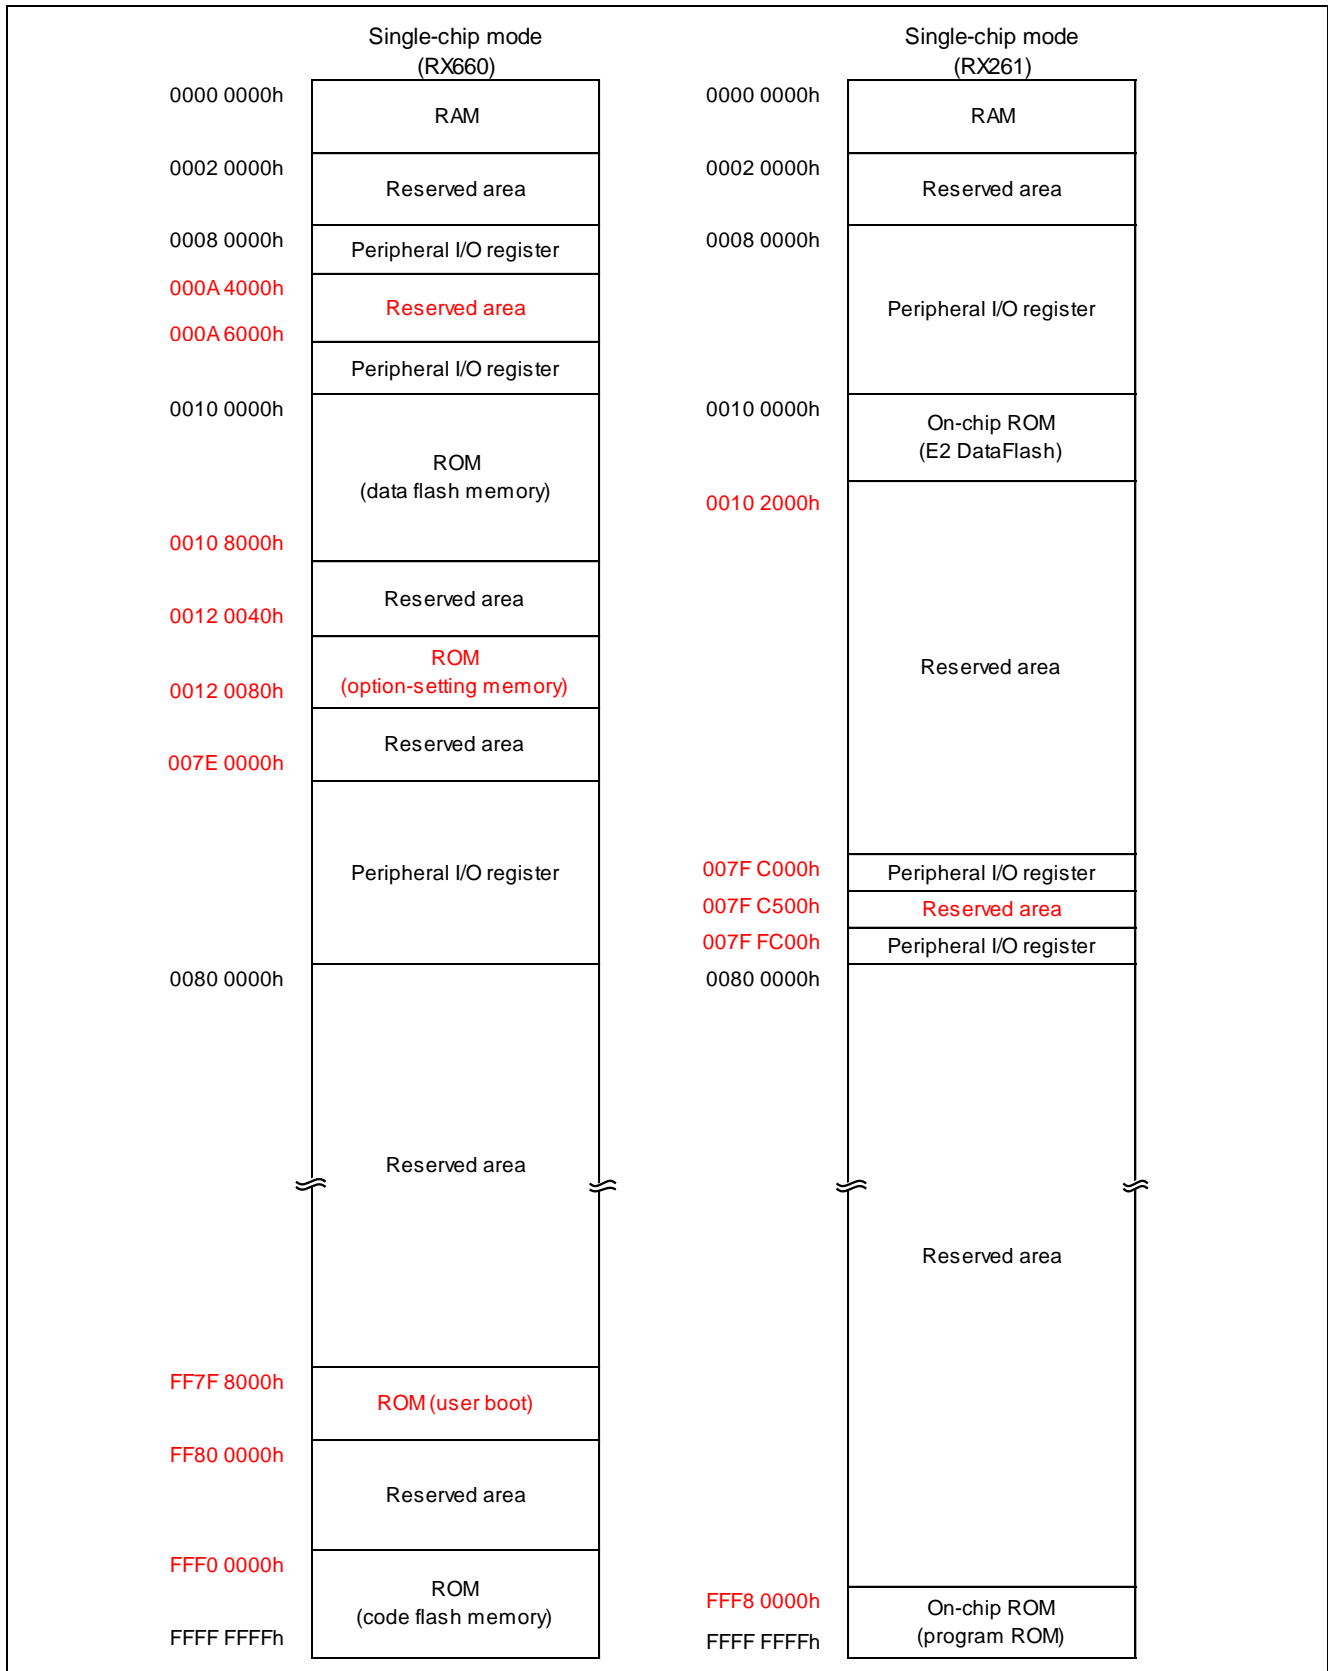 Single-chip mode
(RX660)
0000 0000h
RAM
0002 0000h
Reserved area
0008 0000h
Peripheral I/O register
000A 4000h
Reserved area
000A 6000h
Peripheral I/O register
0010 0000h
ROM
(data flash memory)
0010 8000h
Reserved area
0012 0040h
ROM
(option-setting memory)
0012 0080h
Reserved area
007E 0000h
Peripheral I/O register
0080 0000h
Reserved area
FF7F 8000h
ROM (user boot)
FF80 0000h
Reserved area
FFF0 0000h
ROM
(code flash memory)
FFFF FFFFh
Single-chip mode
(RX261)
0000 0000h
RAM
0002 0000h
Reserved area
0008 0000h
Peripheral I/O register
0010 0000h
On-chip ROM
(E2 DataFlash)
0010 2000h
Reserved area
007F C000h
Peripheral I/O register
007F C500h
Reserved area
007F FC00h
Peripheral I/O register
0080 0000h
Reserved area
FFF8 0000h
On-chip ROM
(program ROM)
FFFF FFFFh